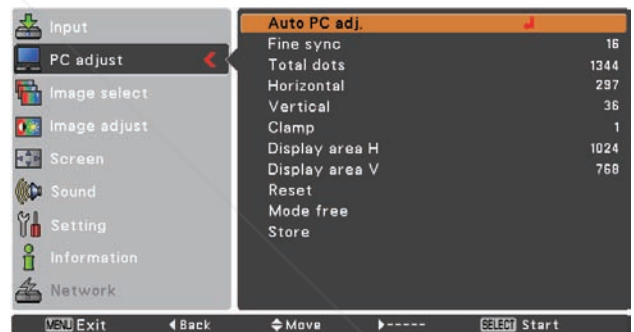 Input
PC adjust
Image select
Image adjust
Screen
Sound
Setting
Information
Network
Auto PC adj.
Fine sync 16
Total dots 1344
Horizontal 297
Vertical 36
Clamp 1
Display area H 1024
Display area V 768
Reset
Mode free
Store
MENU Exit ◀Back ◆Move ▶----- SELECT Start